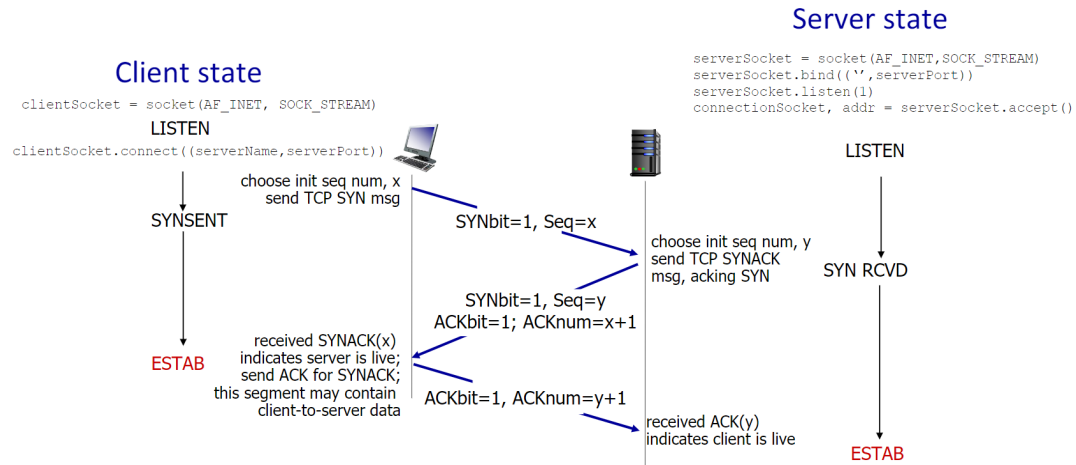 Client state
clientSocket = socket(AF_INET, SOCK_STREAM)
LISTEN
clientSocket.connect((serverName,serverPort))
SYNSENT
ESTAB
choose init seq num, x
send TCP SYN msg
SYNbit=1, Seq=x
SYNbit=1, Seq=y
ACKbit=1; ACKnum=x+1
received SYNACK(x)
indicates server is live;
send ACK for SYNACK;
this segment may contain
client-to-server data
ACKbit=1, ACKnum=y+1
Server state
serverSocket = socket(AF_INET,SOCK_STREAM)
serverSocket.bind((‘’,serverPort))
serverSocket.listen(1)
connectionSocket, addr = serverSocket.accept()
LISTEN
choose init seq num, y
send TCP SYNACK
msg, acking SYN
SYN RCVD
received ACK(y)
indicates client is live
ESTAB